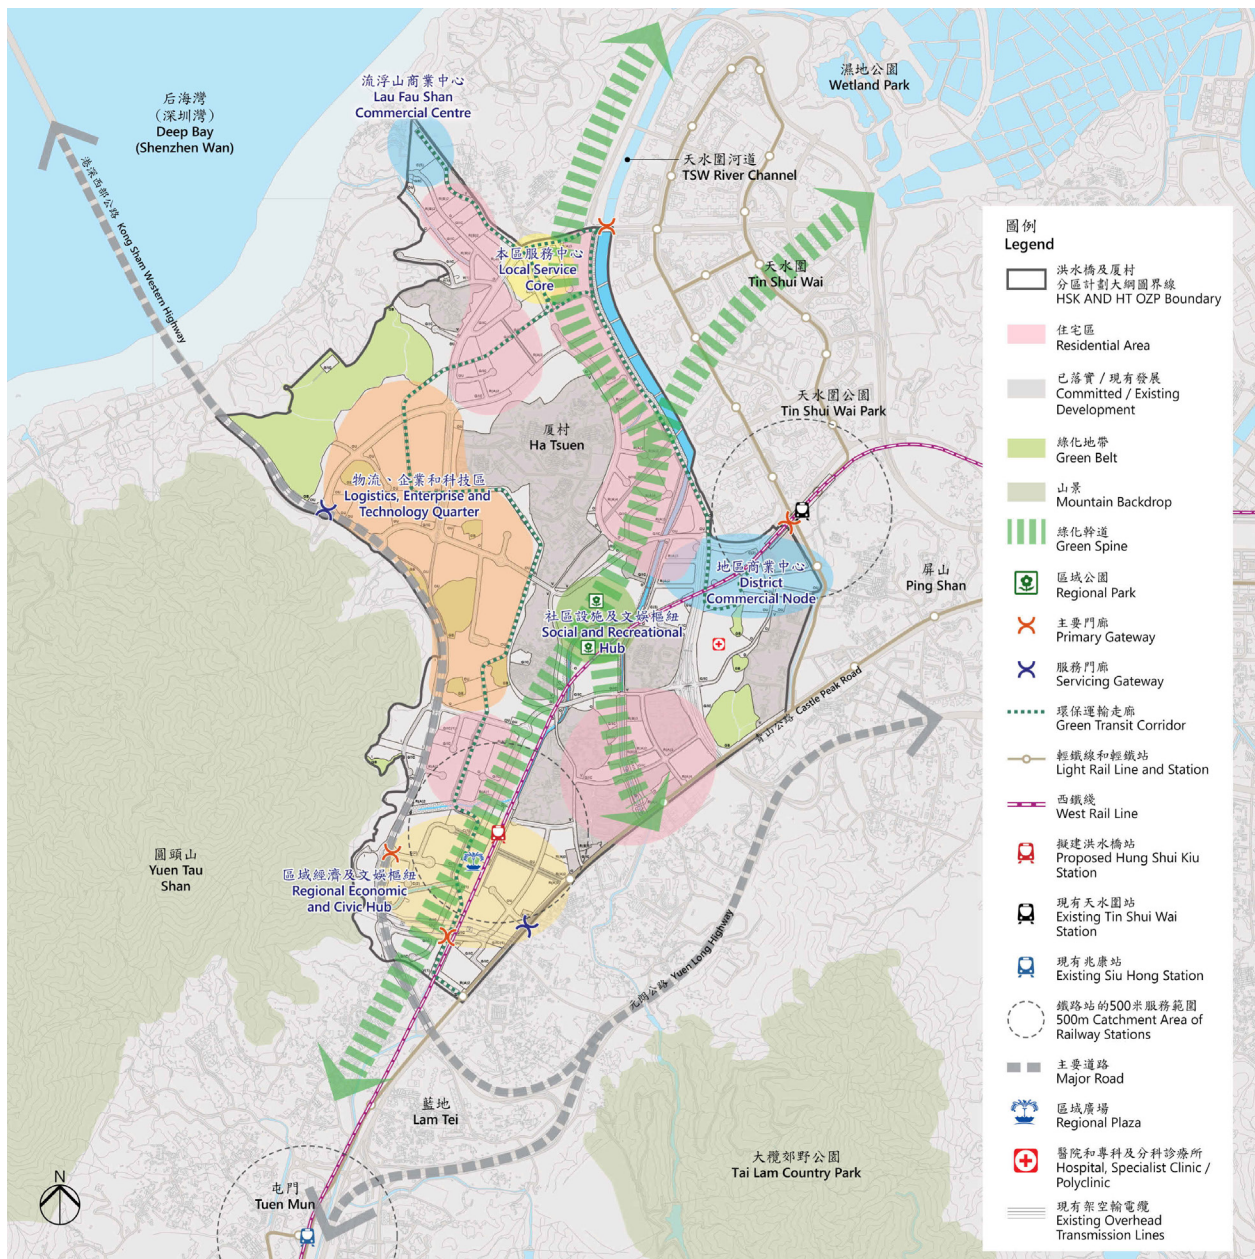 流浮山商業中心
Lau Fau Shan
Commercial Centre
后海灣
（深圳灣）
Deep Bay
(Shenzhen Wan)
濕地公園
Wetland Park
天水圍河道
TSW River Channel
港深西部公路 Kong Sham Western Highway
本區服務中心
Local Service
Core
天水圍
Tin Shui Wai
天水圍公園
Tin Shui Wai Park
厦村
Ha Tsuen
物流、企業和科技區
Logistics, Enterprise and
Technology Quarter
地區商業中心
District
Commercial Node
屏山
Ping Shan
社區設施及文娛樞紐
Social and Recreational
Hub
青山公路 Castle Peak Road
圓頭山
Yuen Tau
Shan
區域經濟及文娛樞紐
Regional Economic
and Civic Hub
元朗公路 Yuen Long Highway
藍地
Lam Tei
大欖郊野公園
Tai Lam Country Park
屯門
Tuen Mun
N
圖例
Legend
洪水橋及厦村
分區計劃大綱圖界線
HSK AND HT OZP Boundary
住宅區
Residential Area
已落實 / 現有發展
Committed / Existing
Development
綠化地帶
Green Belt
山景
Mountain Backdrop
綠化幹道
Green Spine
區域公園
Regional Park
主要門廊
Primary Gateway
服務門廊
Servicing Gateway
環保運輸走廊
Green Transit Corridor
輕鐵線和輕鐵站
Light Rail Line and Station
西鐵綫
West Rail Line
擬建洪水橋站
Proposed Hung Shui Kiu
Station
現有天水圍站
Existing Tin Shui Wai
Station
現有兆康站
Existing Siu Hong Station
鐵路站的500米服務範圍
500m Catchment Area of
Railway Stations
主要道路
Major Road
區域廣場
Regional Plaza
醫院和專科及分科診療所
Hospital, Specialist Clinic /
Polyclinic
現有架空輸電纜
Existing Overhead
Transmission Lines